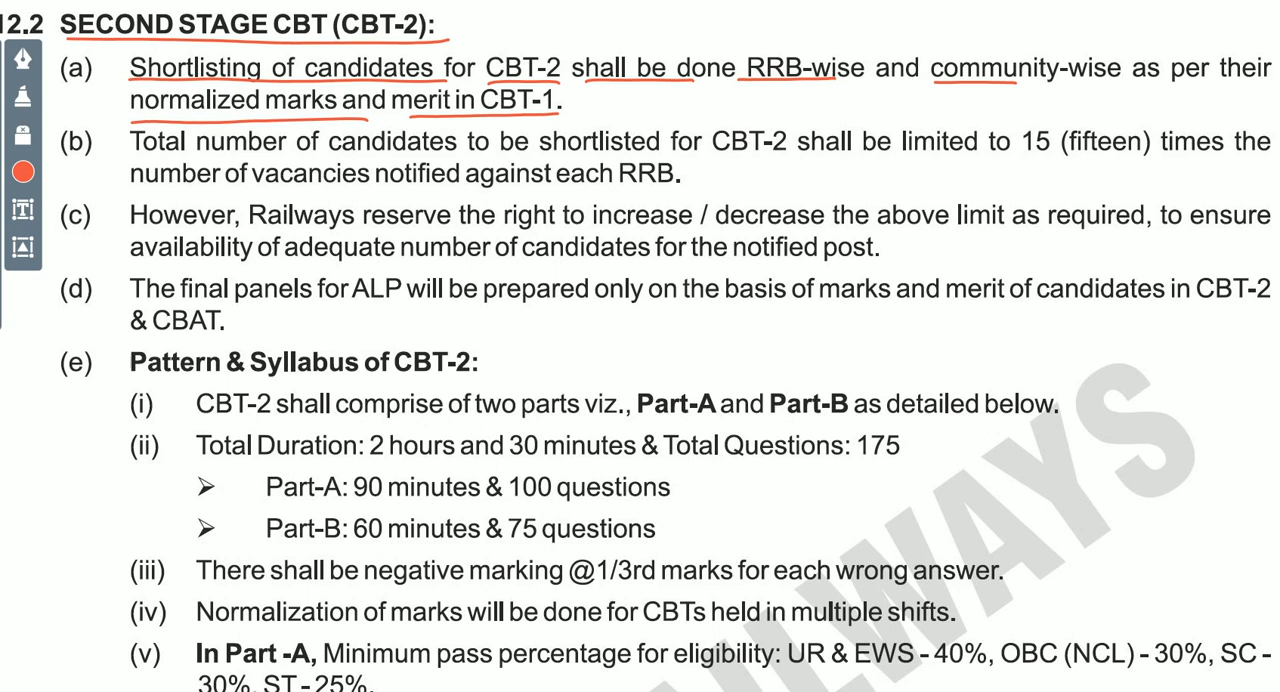 12.2 SECOND STAGE CBT (CBT-2):
(a) Shortlisting of candidates for CBT-2 shall be done RRB-wise and community-wise as per their
normalized marks and merit in CBT-1.
(b) Total number of candidates to be shortlisted for CBT-2 shall be limited to 15 (fifteen) times the
number of vacancies notified against each RRB.
(c) However, Railways reserve the right to increase / decrease the above limit as required, to ensure
availability of adequate number of candidates for the notified post.
(d) The final panels for ALP will be prepared only on the basis of marks and merit of candidates in CBT-2
& CBAT.
(e) Pattern & Syllabus of CBT-2:
(i) CBT-2 shall comprise of two parts viz., Part-A and Part-B as detailed below.
(ii) Total Duration: 2 hours and 30 minutes & Total Questions: 175
➢ Part-A: 90 minutes & 100 questions
➢ Part-B: 60 minutes & 75 questions
(iii) There shall be negative marking @1/3rd marks for each wrong answer.
(iv) Normalization of marks will be done for CBTs held in multiple shifts.
(v) In Part -A, Minimum pass percentage for eligibility: UR & EWS - 40%, OBC (NCL) - 30%, SC -
30%, ST - 25%.